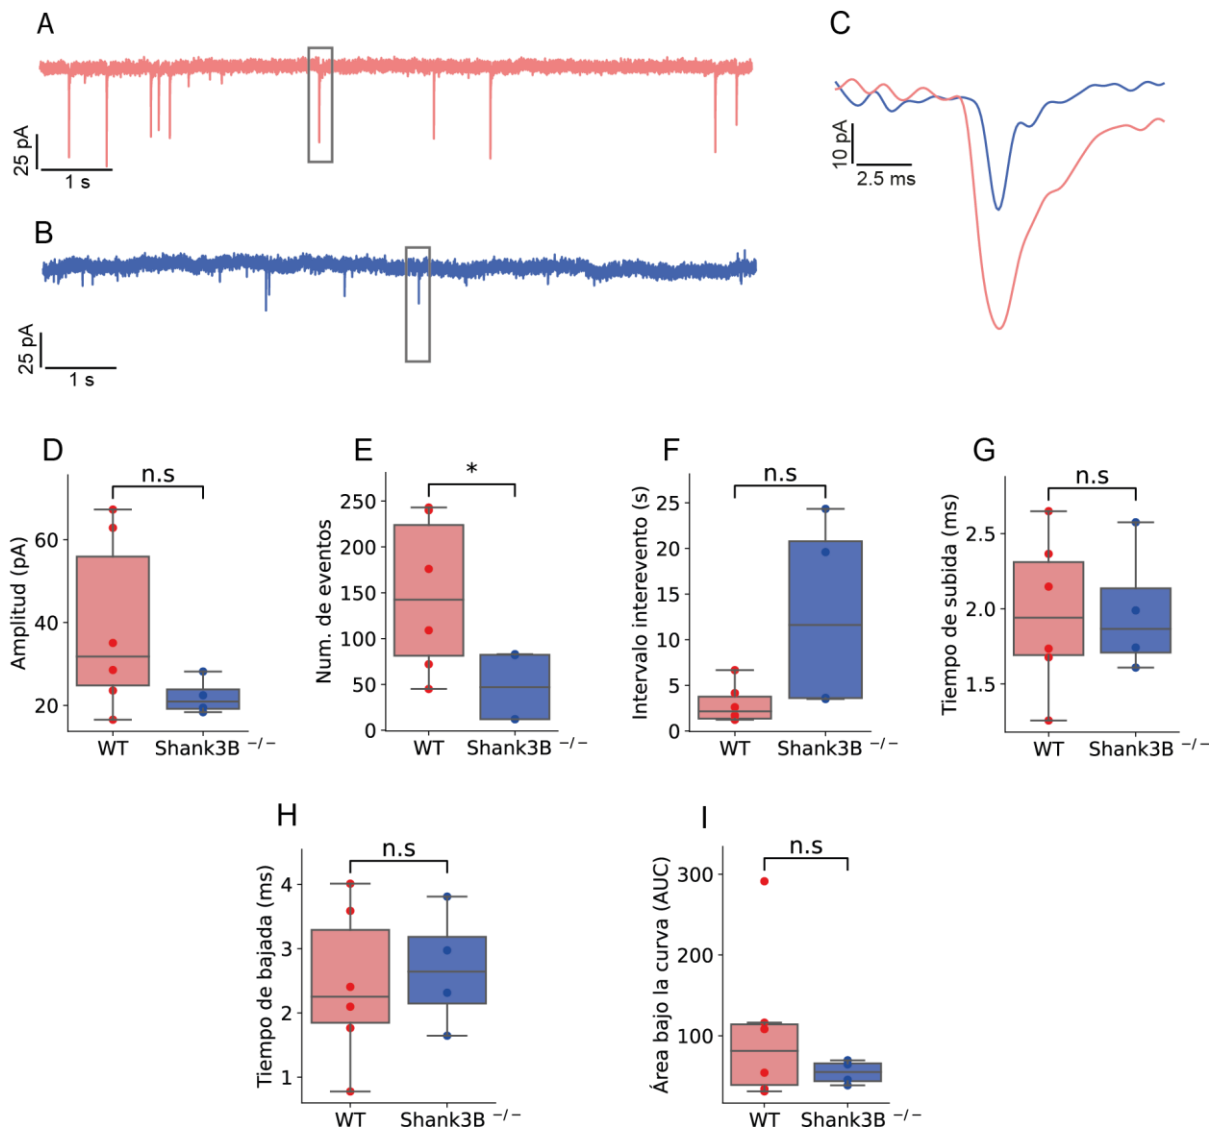 A
25 pA
1 s
B
25 pA
1 s
C
10 pA
2.5 ms
D
n.s
Amplitud (pA)
60
40
20
WT
Shank3B −/−
E
*
Num. de eventos
250
200
150
100
50
0
WT
Shank3B −/−
F
n.s
Intervalo interevento (s)
25
20
15
10
5
0
WT
Shank3B −/−
G
n.s
Tiempo de subida (ms)
2.5
2.0
1.5
WT
Shank3B −/−
H
n.s
Tiempo de bajada (ms)
4
3
2
1
WT
Shank3B −/−
I
n.s
Área bajo la curva (AUC)
300
200
100
WT
Shank3B −/−